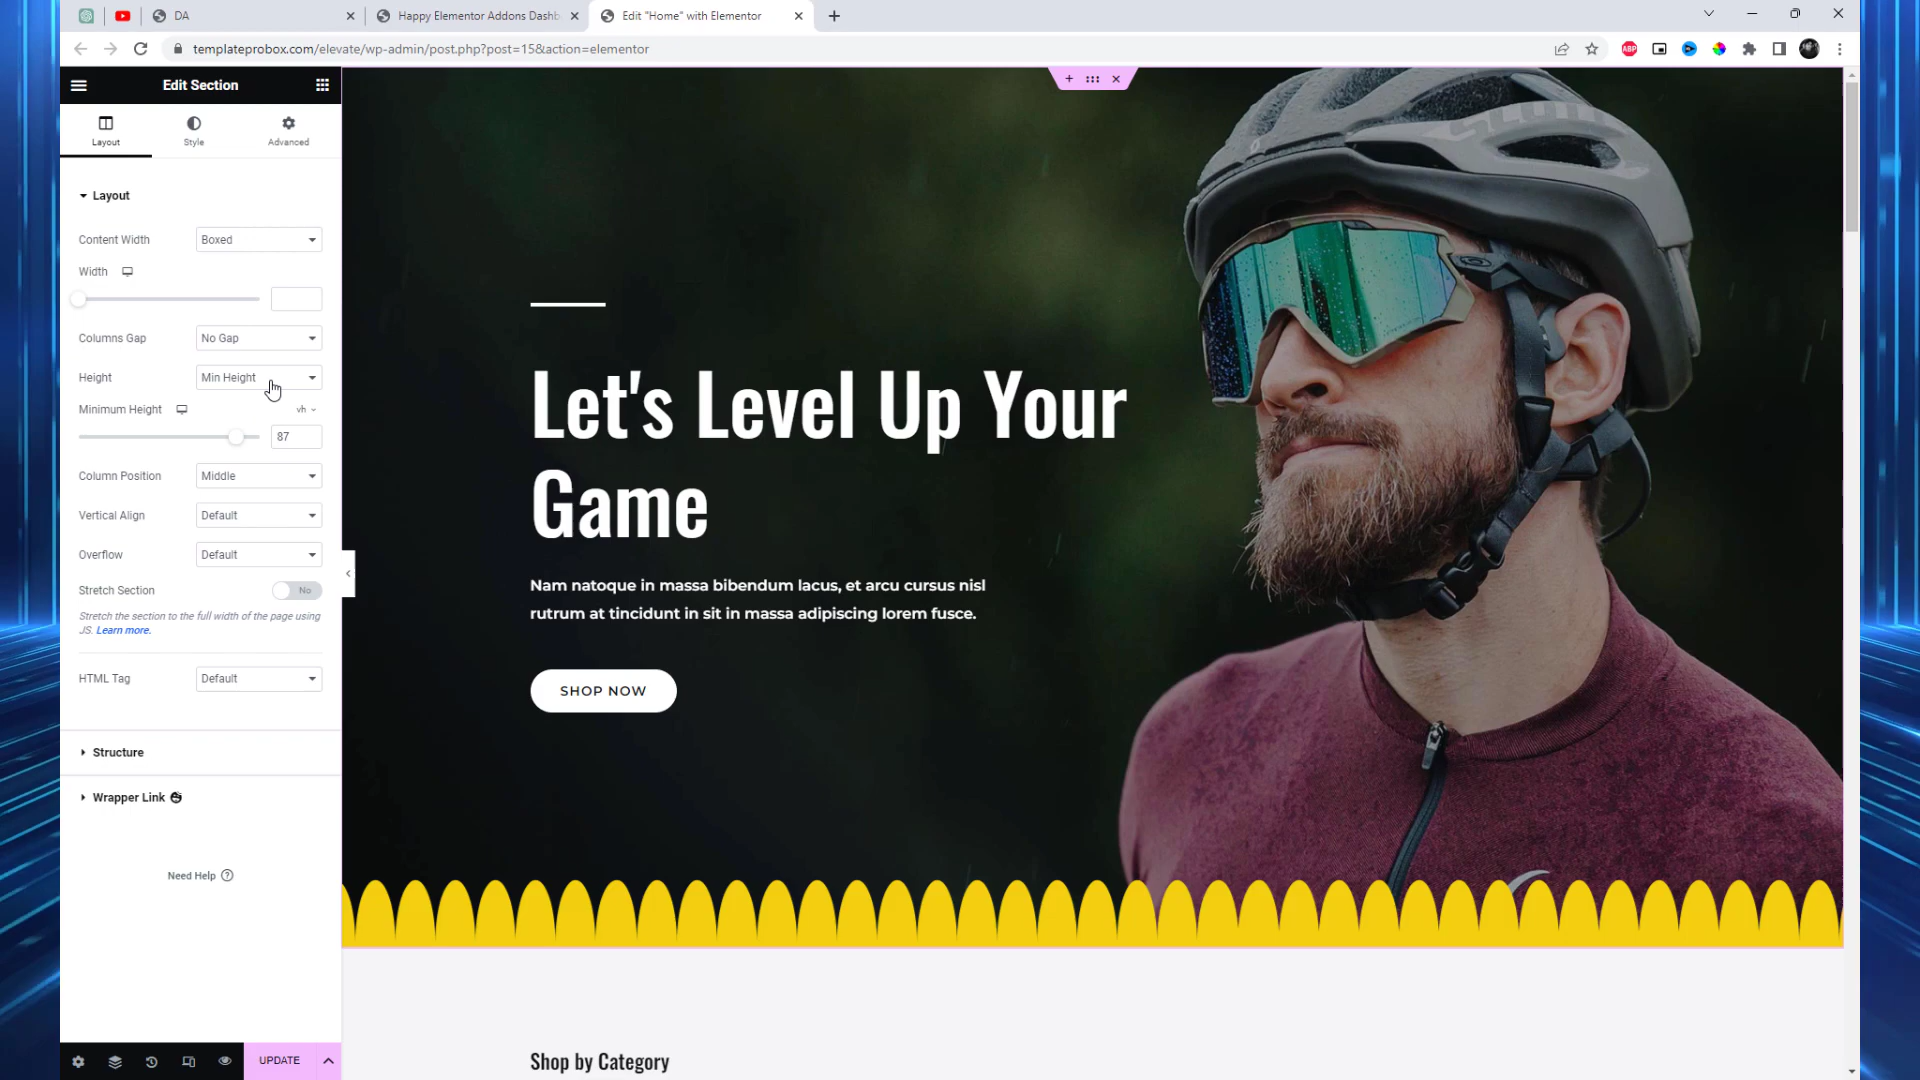 DA
Happy Elementor Addons Dashb
Edit "Home" with Elementor
templateprobox.com/elevate/wp-admin/post.php?post=15&action=elementor
ABP
Edit Section
Layout
Style
Advanced
Layout
Content Width
Boxed
Width
Columns Gap
No Gap
Height
Min Height
Minimum Height
vh
87
Column Position
Middle
Vertical Align
Default
Overflow
Default
Stretch Section
No
Stretch the section to the full width of the page using
JS. Learn more.
HTML Tag
Default
Structure
Wrapper Link
Need Help
UPDATE
Let's Level Up Your
Game
Nam natoque in massa bibendum lacus, et arcu cursus nisl
rutrum at tincidunt in sit in massa adipiscing lorem fusce.
SHOP NOW
Shop by Category